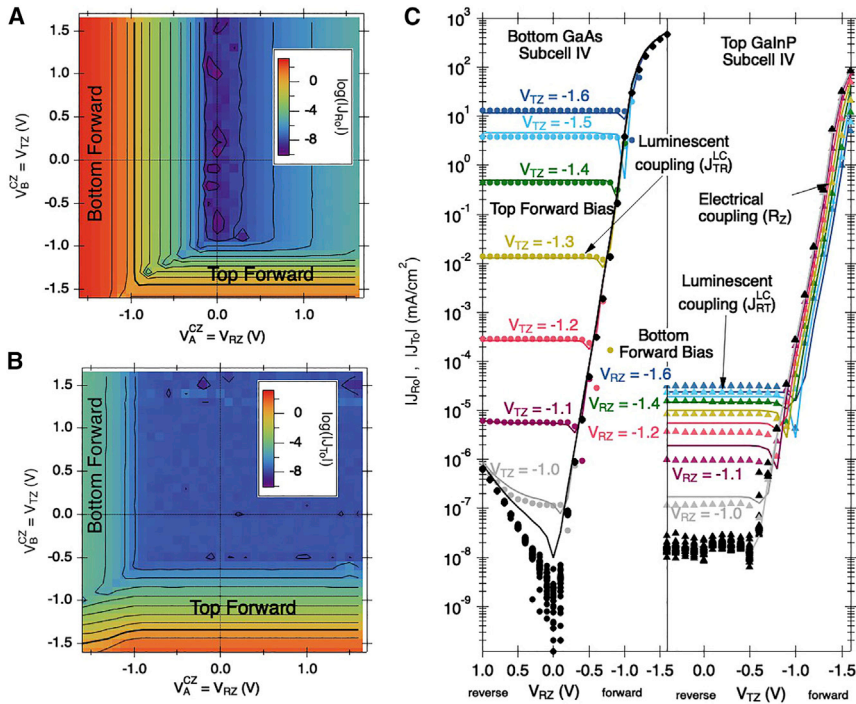 A
1.5
1.0
0.5
0.0
-0.5
-1.0
-1.5
V_B^CZ = V_TZ (V)
Bottom Forward
Top Forward
0
-4
-8
log(|J_Ro|)
-1.0
0.0
1.0
V_A^CZ = V_RZ (V)
B
1.5
1.0
0.5
0.0
-0.5
-1.0
-1.5
V_B^CZ = V_TZ (V)
Bottom Forward
Top Forward
0
-4
-8
log(|J_To|)
-1.0
0.0
1.0
V_A^CZ = V_RZ (V)
C
|J_Ro| , |J_To| (mA/cm²)
10³
10²
10¹
10⁰
10⁻¹
10⁻²
10⁻³
10⁻⁴
10⁻⁵
10⁻⁶
10⁻⁷
10⁻⁸
10⁻⁹
Bottom GaAs
Subcell IV
V_TZ = -1.6
V_TZ = -1.5
V_TZ = -1.4
Top Forward Bias
V_TZ = -1.3
V_TZ = -1.2
V_TZ = -1.1
V_TZ = -1.0
Luminescent
coupling (J_TR^LC)
Top GaInP
Subcell IV
Electrical
coupling (R_Z)
Luminescent
coupling (J_RT^LC)
Bottom
Forward Bias
V_RZ = -1.6
V_RZ = -1.4
V_RZ = -1.2
V_RZ = -1.1
V_RZ = -1.0
1.0 0.5 0.0 -0.5 -1.0 -1.5
0.0 -0.5 -1.0 -1.5
reverse V_RZ (V) forward
reverse V_TZ (V) forward